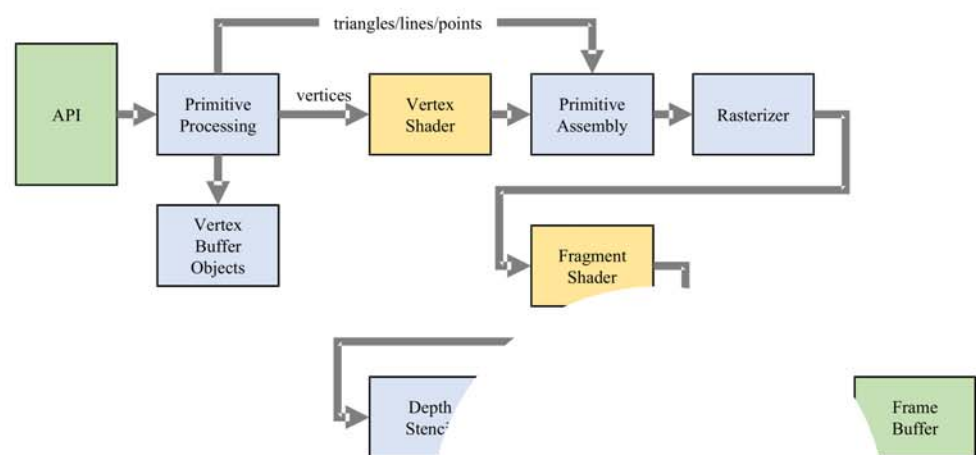 triangles/lines/points
API
Primitive
Processing
vertices
Vertex
Shader
Primitive
Assembly
Rasterizer
Vertex
Buffer
Objects
Fragment
Shader
Depth
Frame
Buffer